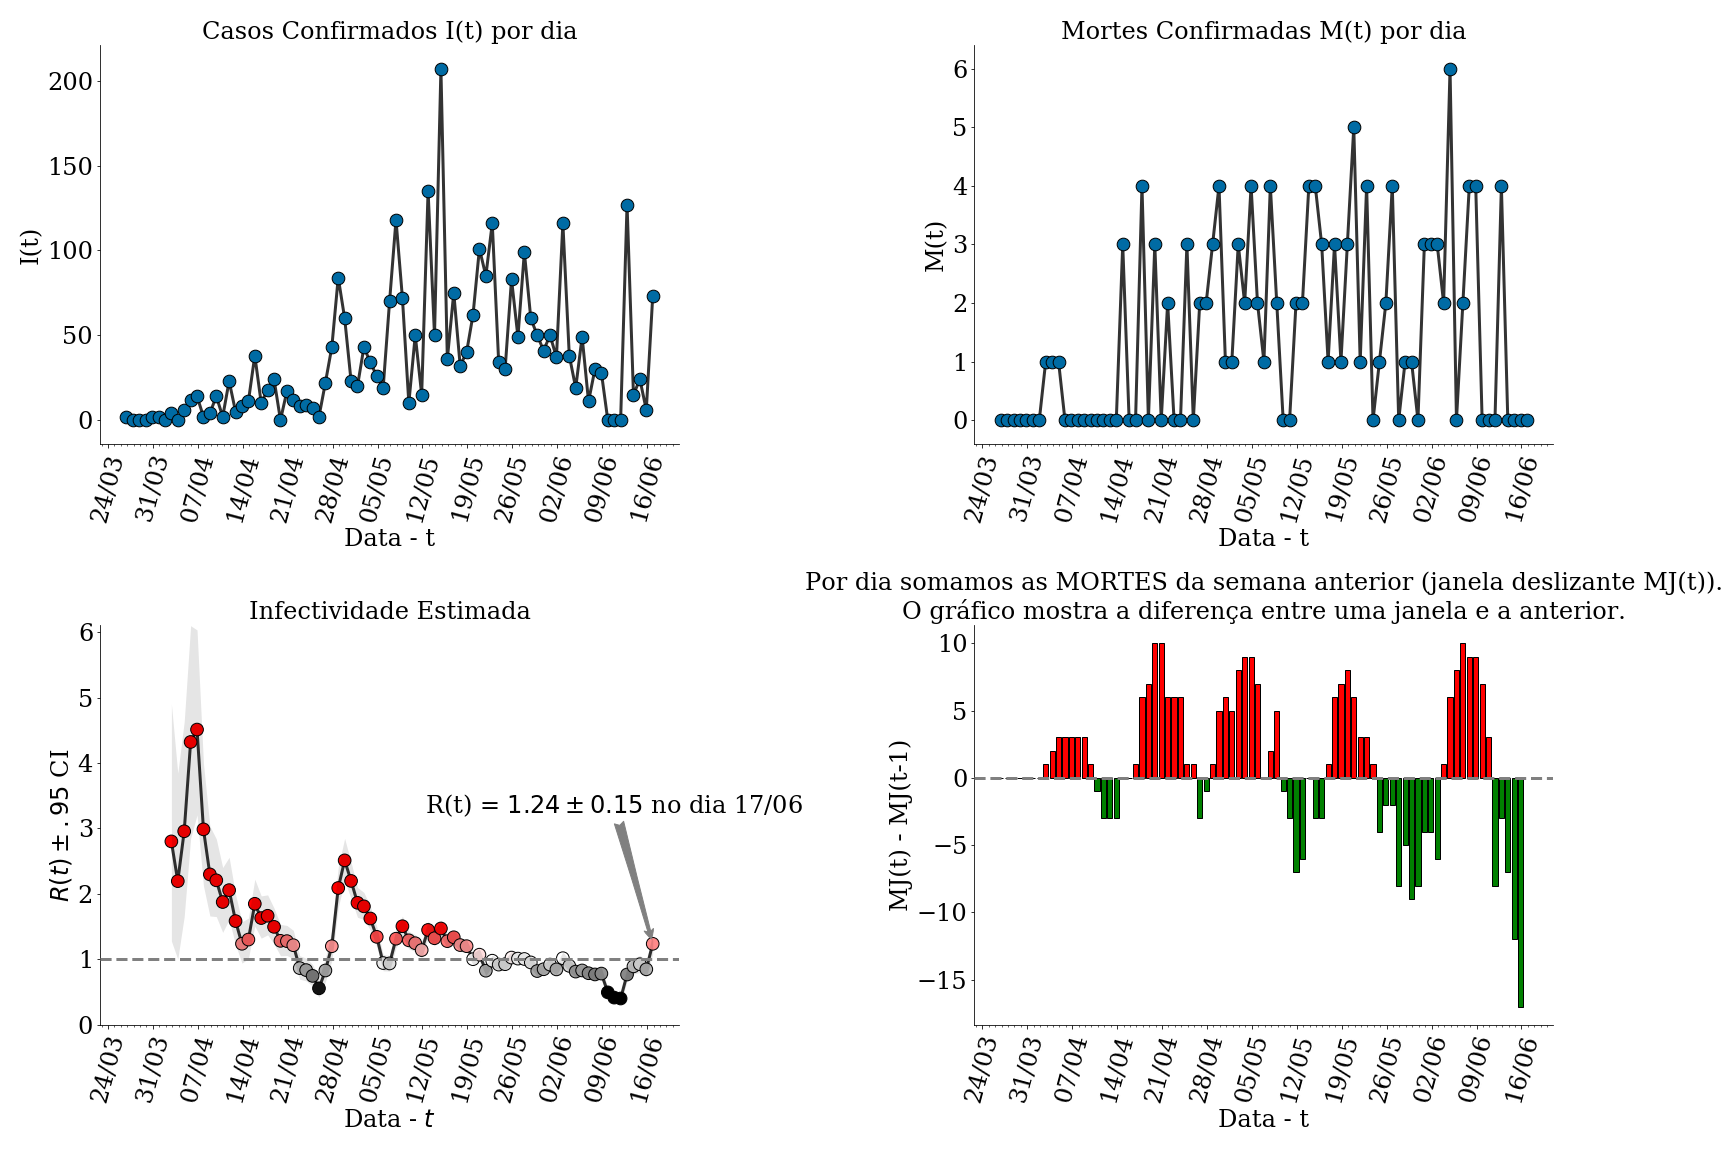 Casos Confirmados I(t) por dia
I(t)
200
150
100
50
0
24/03 31/03 07/04 14/04 21/04 28/04 05/05 12/05 19/05 26/05 02/06 09/06 16/06
Data - t
Mortes Confirmadas M(t) por dia
M(t)
6
5
4
3
2
1
0
24/03 31/03 07/04 14/04 21/04 28/04 05/05 12/05 19/05 26/05 02/06 09/06 16/06
Data - t
Infectividade Estimada
R(t) ± .95 CI
6
5
4
3
2
1
0
R(t) = 1.24 ± 0.15 no dia 17/06
24/03 31/03 07/04 14/04 21/04 28/04 05/05 12/05 19/05 26/05 02/06 09/06 16/06
Data - t
Por dia somamos as MORTES da semana anterior (janela deslizante MJ(t)).
O gráfico mostra a diferença entre uma janela e a anterior.
MJ(t) - MJ(t-1)
10
5
0
−5
−10
−15
24/03 31/03 07/04 14/04 21/04 28/04 05/05 12/05 19/05 26/05 02/06 09/06 16/06
Data - t